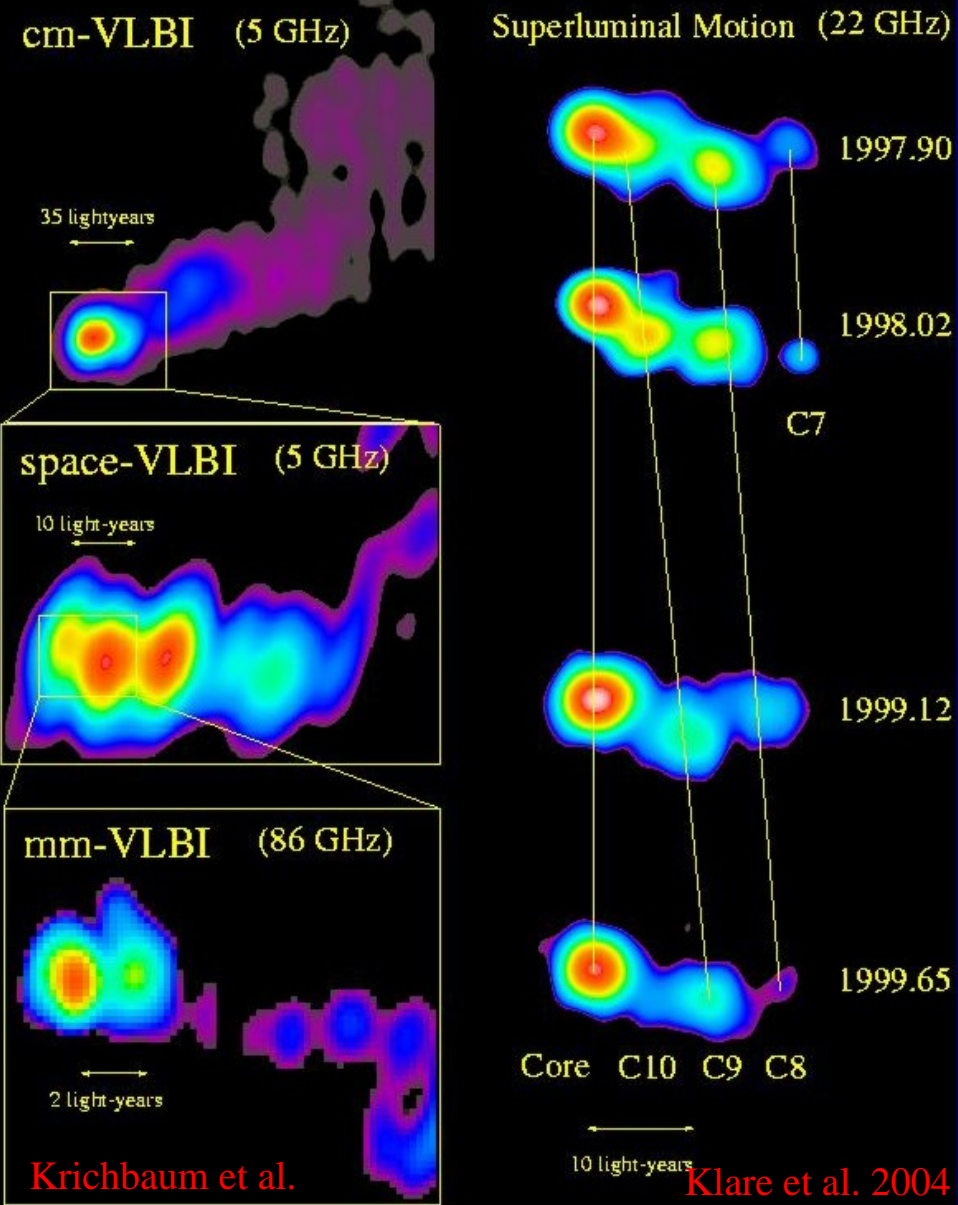 cm-VLBI (5 GHz)
35 lightyears
space-VLBI (5 GHz)
10 light-years
mm-VLBI (86 GHz)
2 light-years
Krichbaum et al.
Superluminal Motion (22 GHz)
1997.90
1998.02
C7
1999.12
1999.65
Core C10 C9 C8
10 light-years
Klare et al. 2004